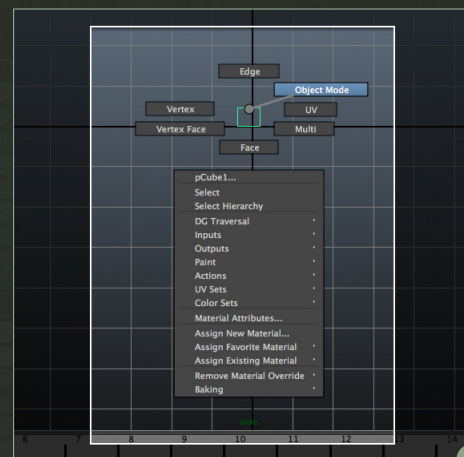 Edge
Object Mode
Vertex
UV
Vertex Face
Multi
Face
pCube1...
Select
Select Hierarchy
DG Traversal
Inputs
Outputs
Paint
Actions
UV Sets
Color Sets
Material Attributes...
Assign New Material...
Assign Favorite Material
Assign Existing Material
Remove Material Override
Baking
side
6 7 8 9 10 11 12 13 14